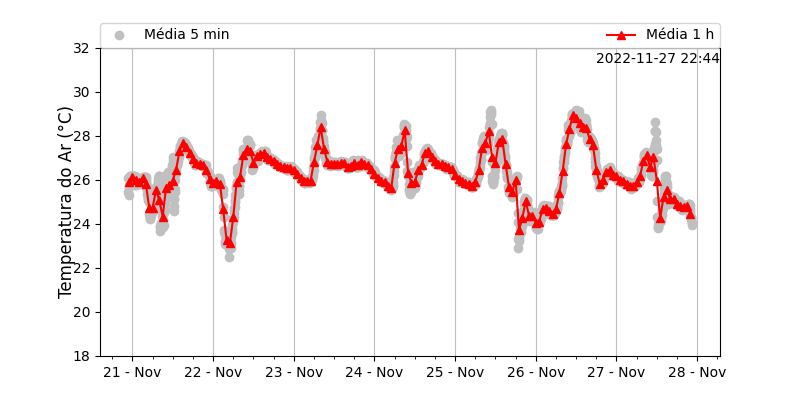 Média 5 min
Média 1 h
2022-11-27 22:44
Temperatura do Ar (°C)
32
30
28
26
24
22
20
18
21 - Nov
22 - Nov
23 - Nov
24 - Nov
25 - Nov
26 - Nov
27 - Nov
28 - Nov